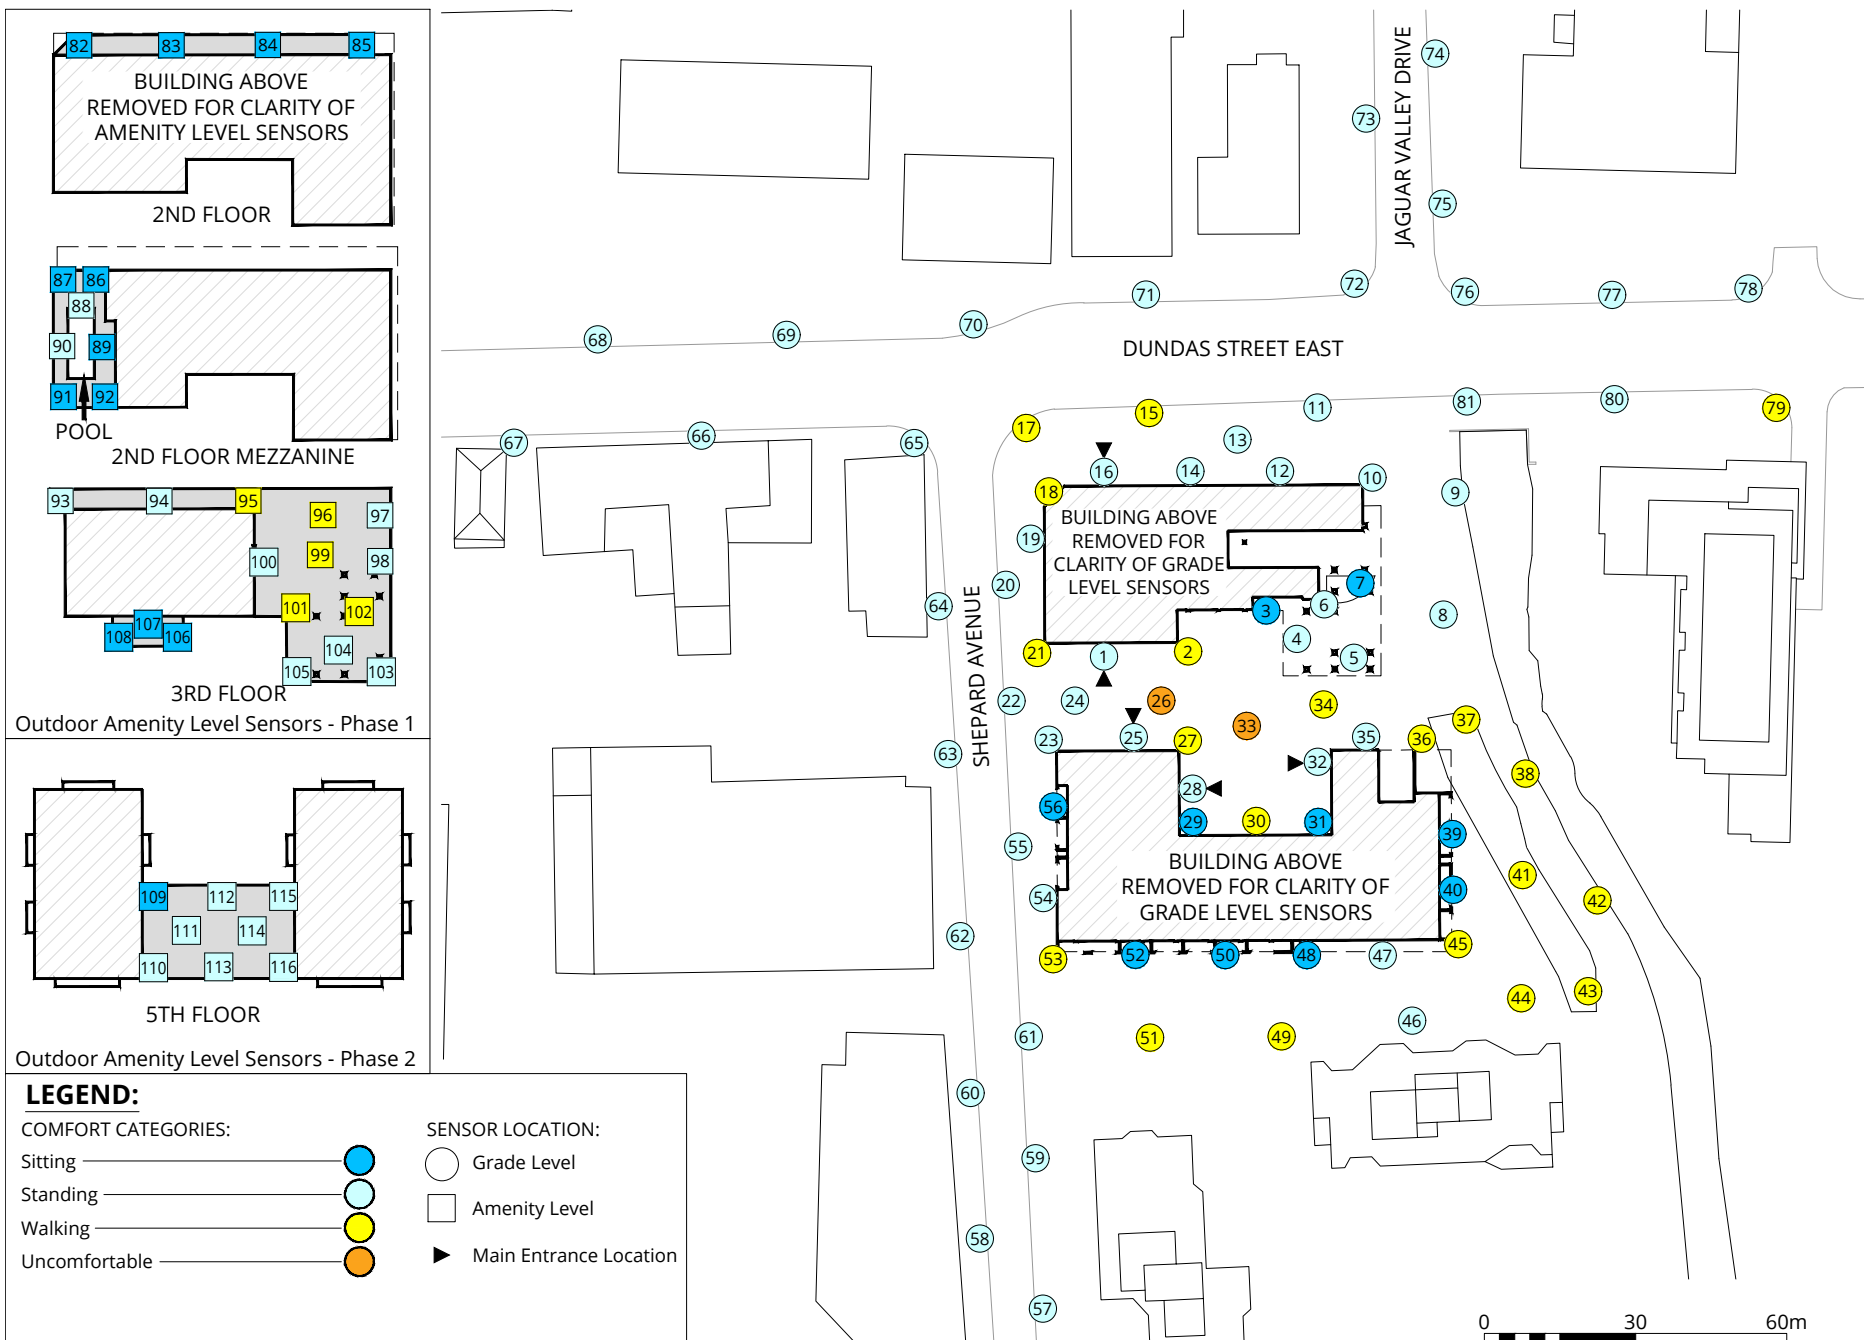 82 83 84 85
BUILDING ABOVE
REMOVED FOR CLARITY OF
AMENITY LEVEL SENSORS
2ND FLOOR
87 86
88
90 89
91 92
POOL
2ND FLOOR MEZZANINE
93 94 95 96 97
99
100 98
101 102
107
108 106
104
105 103
3RD FLOOR
Outdoor Amenity Level Sensors - Phase 1
109 112 115
111 114
110 113 116
5TH FLOOR
Outdoor Amenity Level Sensors - Phase 2
LEGEND:
COMFORT CATEGORIES:
Sitting
Standing
Walking
Uncomfortable
SENSOR LOCATION:
Grade Level
Amenity Level
Main Entrance Location
74
73
JAGUAR VALLEY DRIVE
75
72
71 76 77 78
70
69
68
DUNDAS STREET EAST
81 80 79
11
15
17
13
67 66 65
16 14 12 10
18 9
BUILDING ABOVE
REMOVED FOR
CLARITY OF GRADE
LEVEL SENSORS
19
20
7
64
3 6
8
4
21 1 2 5
SHEPARD AVENUE
22 24 26 34
33 37
23 25 27 35 36
63
32
38
28
56
29 30 31 39
55
BUILDING ABOVE
REMOVED FOR CLARITY OF
GRADE LEVEL SENSORS
41
40
54 42
62
53 52 50 48 47 45
44 43
46
61 51 49
60
59
58
57
0 30 60m